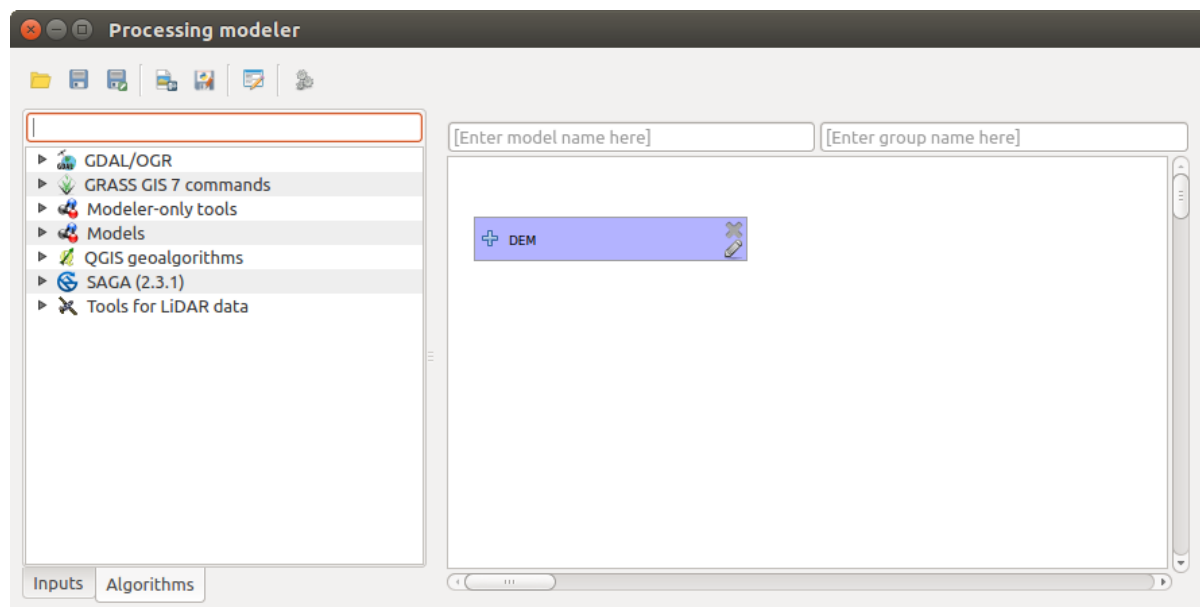 Processing modeler
[Enter model name here] [Enter group name here]
GDAL/OGR
GRASS GIS 7 commands
Modeler-only tools
Models
QGIS geoalgorithms
SAGA (2.3.1)
Tools for LiDAR data
DEM
Inputs Algorithms